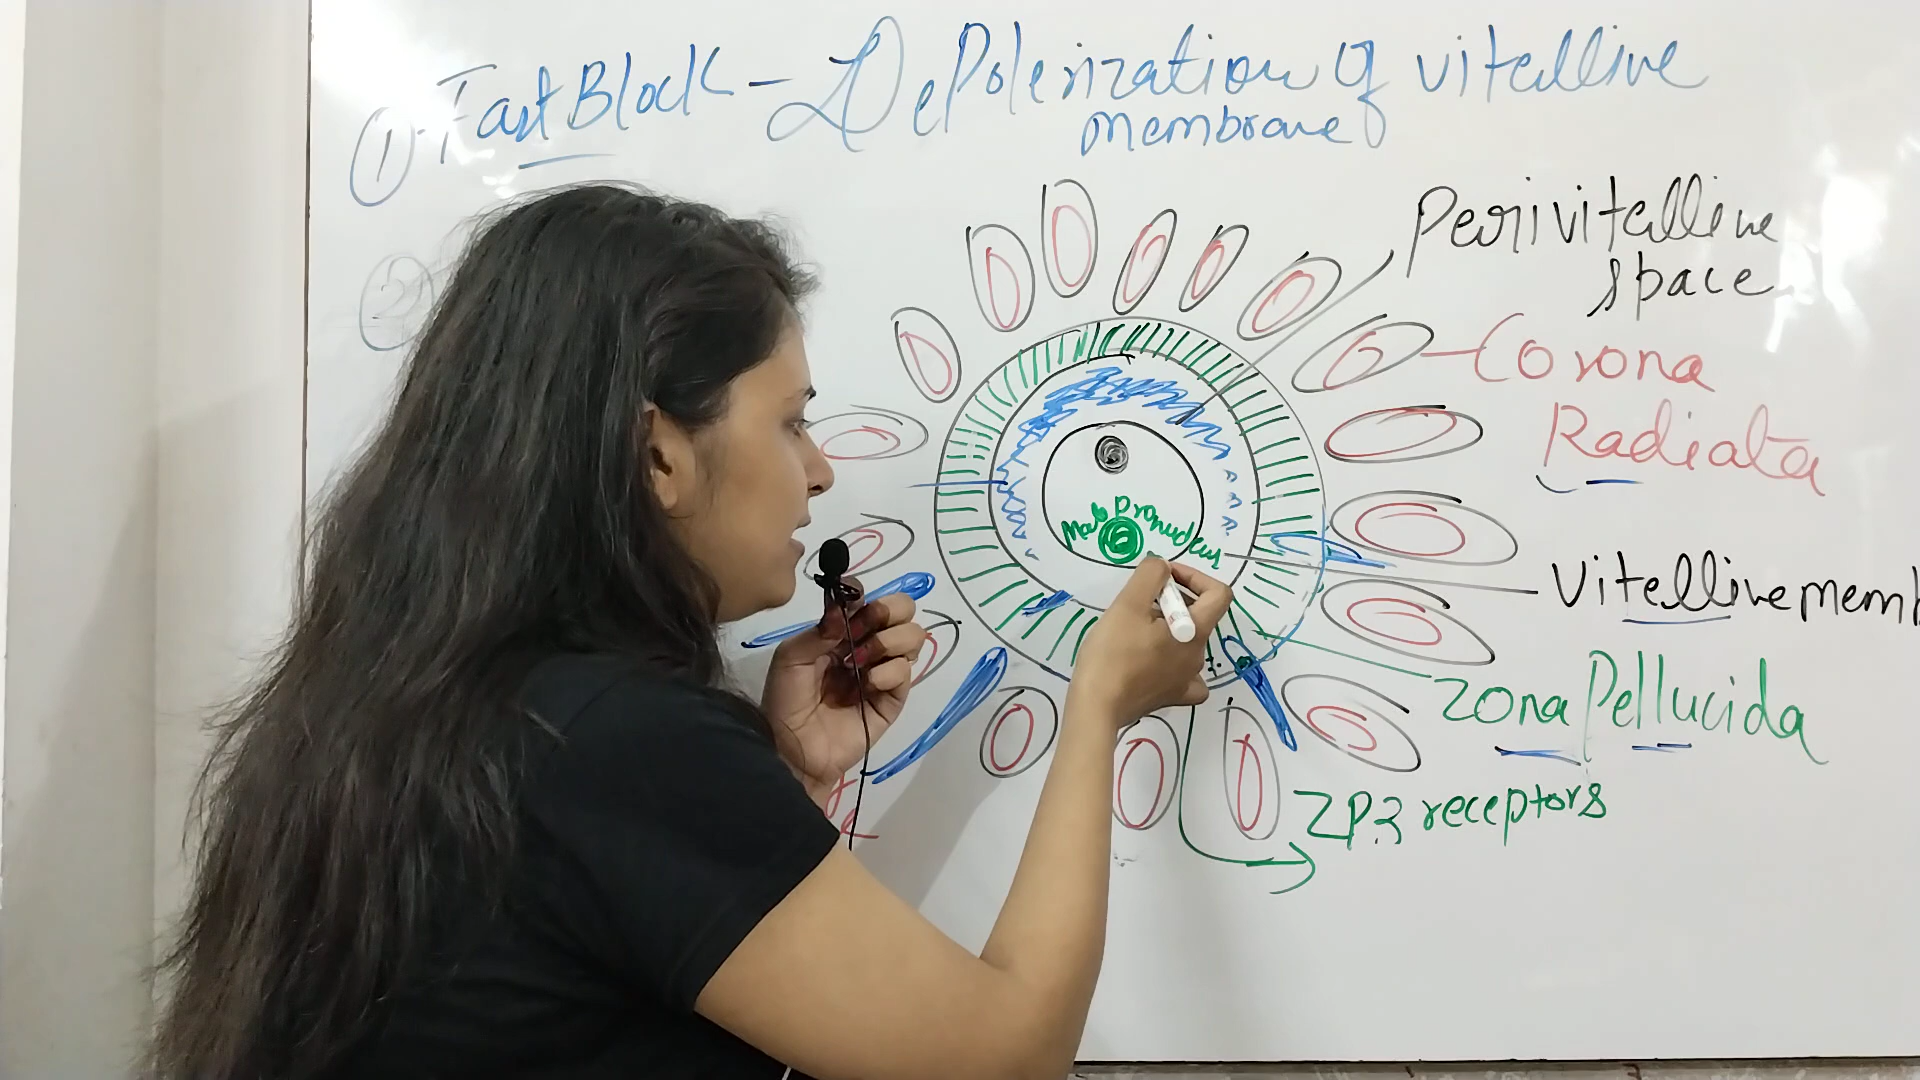 ① Fast Block - Depolerization of vitelline
membrane
②
Perivitelline
space
Corona
Radiata
Male Pronucleus
Vitelline memb
Zona Pellucida
ZP3 receptors